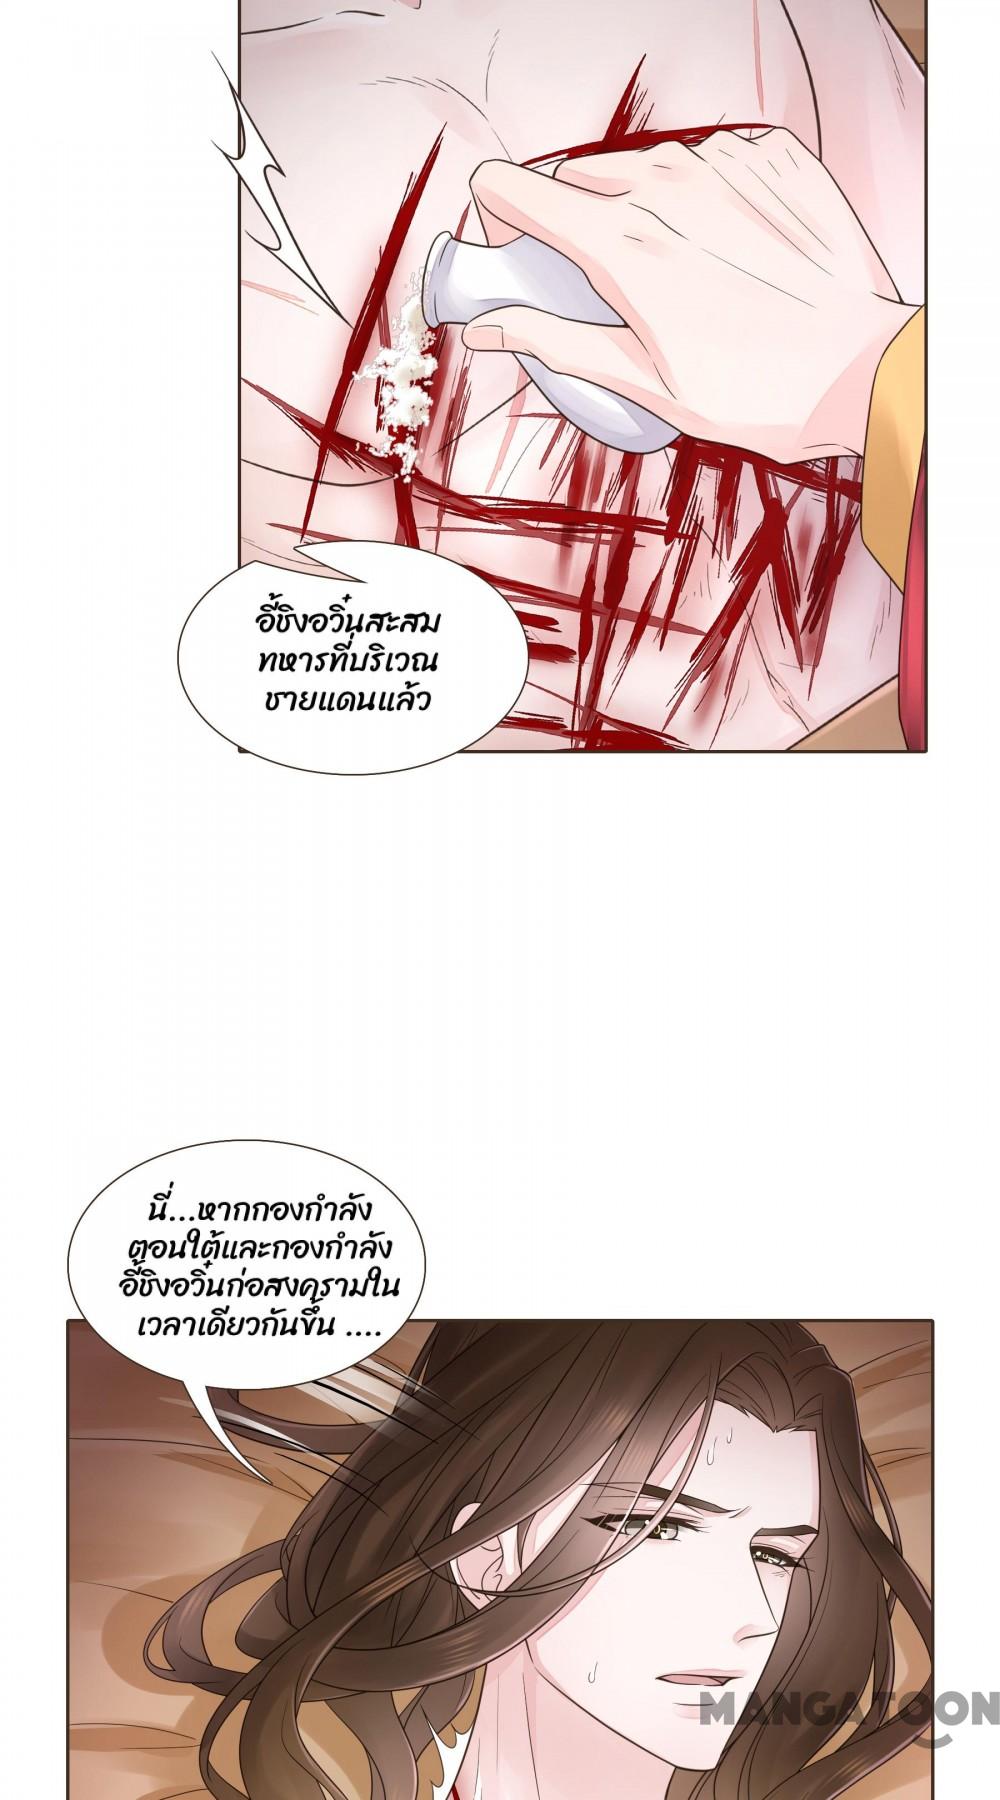 อี้ชิงอวิ๋นสะสม
ทหารที่บริเวณ
ชายแดนแล้ว
นี่...หากกองกำลัง
ตอนใต้และกองกำลัง
อี้ชิงอวิ๋นก่อสงครามใน
เวลาเดียวกันขึ้น ....
MANGATOON